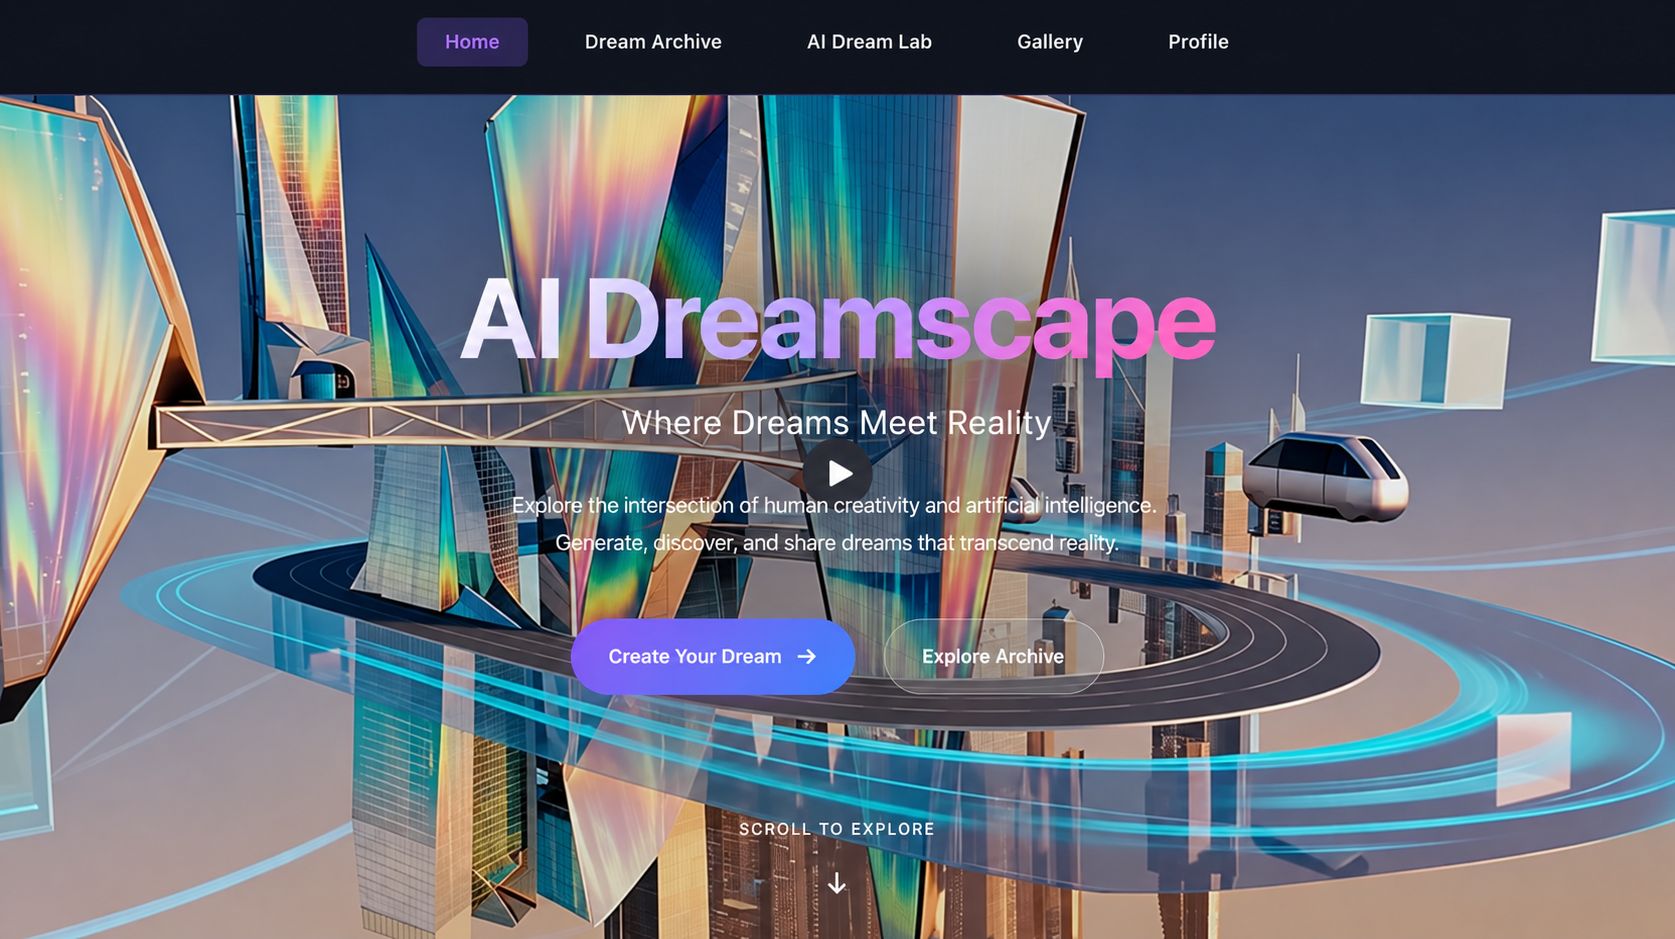 Home Dream Archive AI Dream Lab Gallery Profile
AI Dreamscape
Where Dreams Meet Reality
Explore the intersection of human creativity and artificial intelligence.
Generate, discover, and share dreams that transcend reality.
Create Your Dream → Explore Archive
SCROLL TO EXPLORE